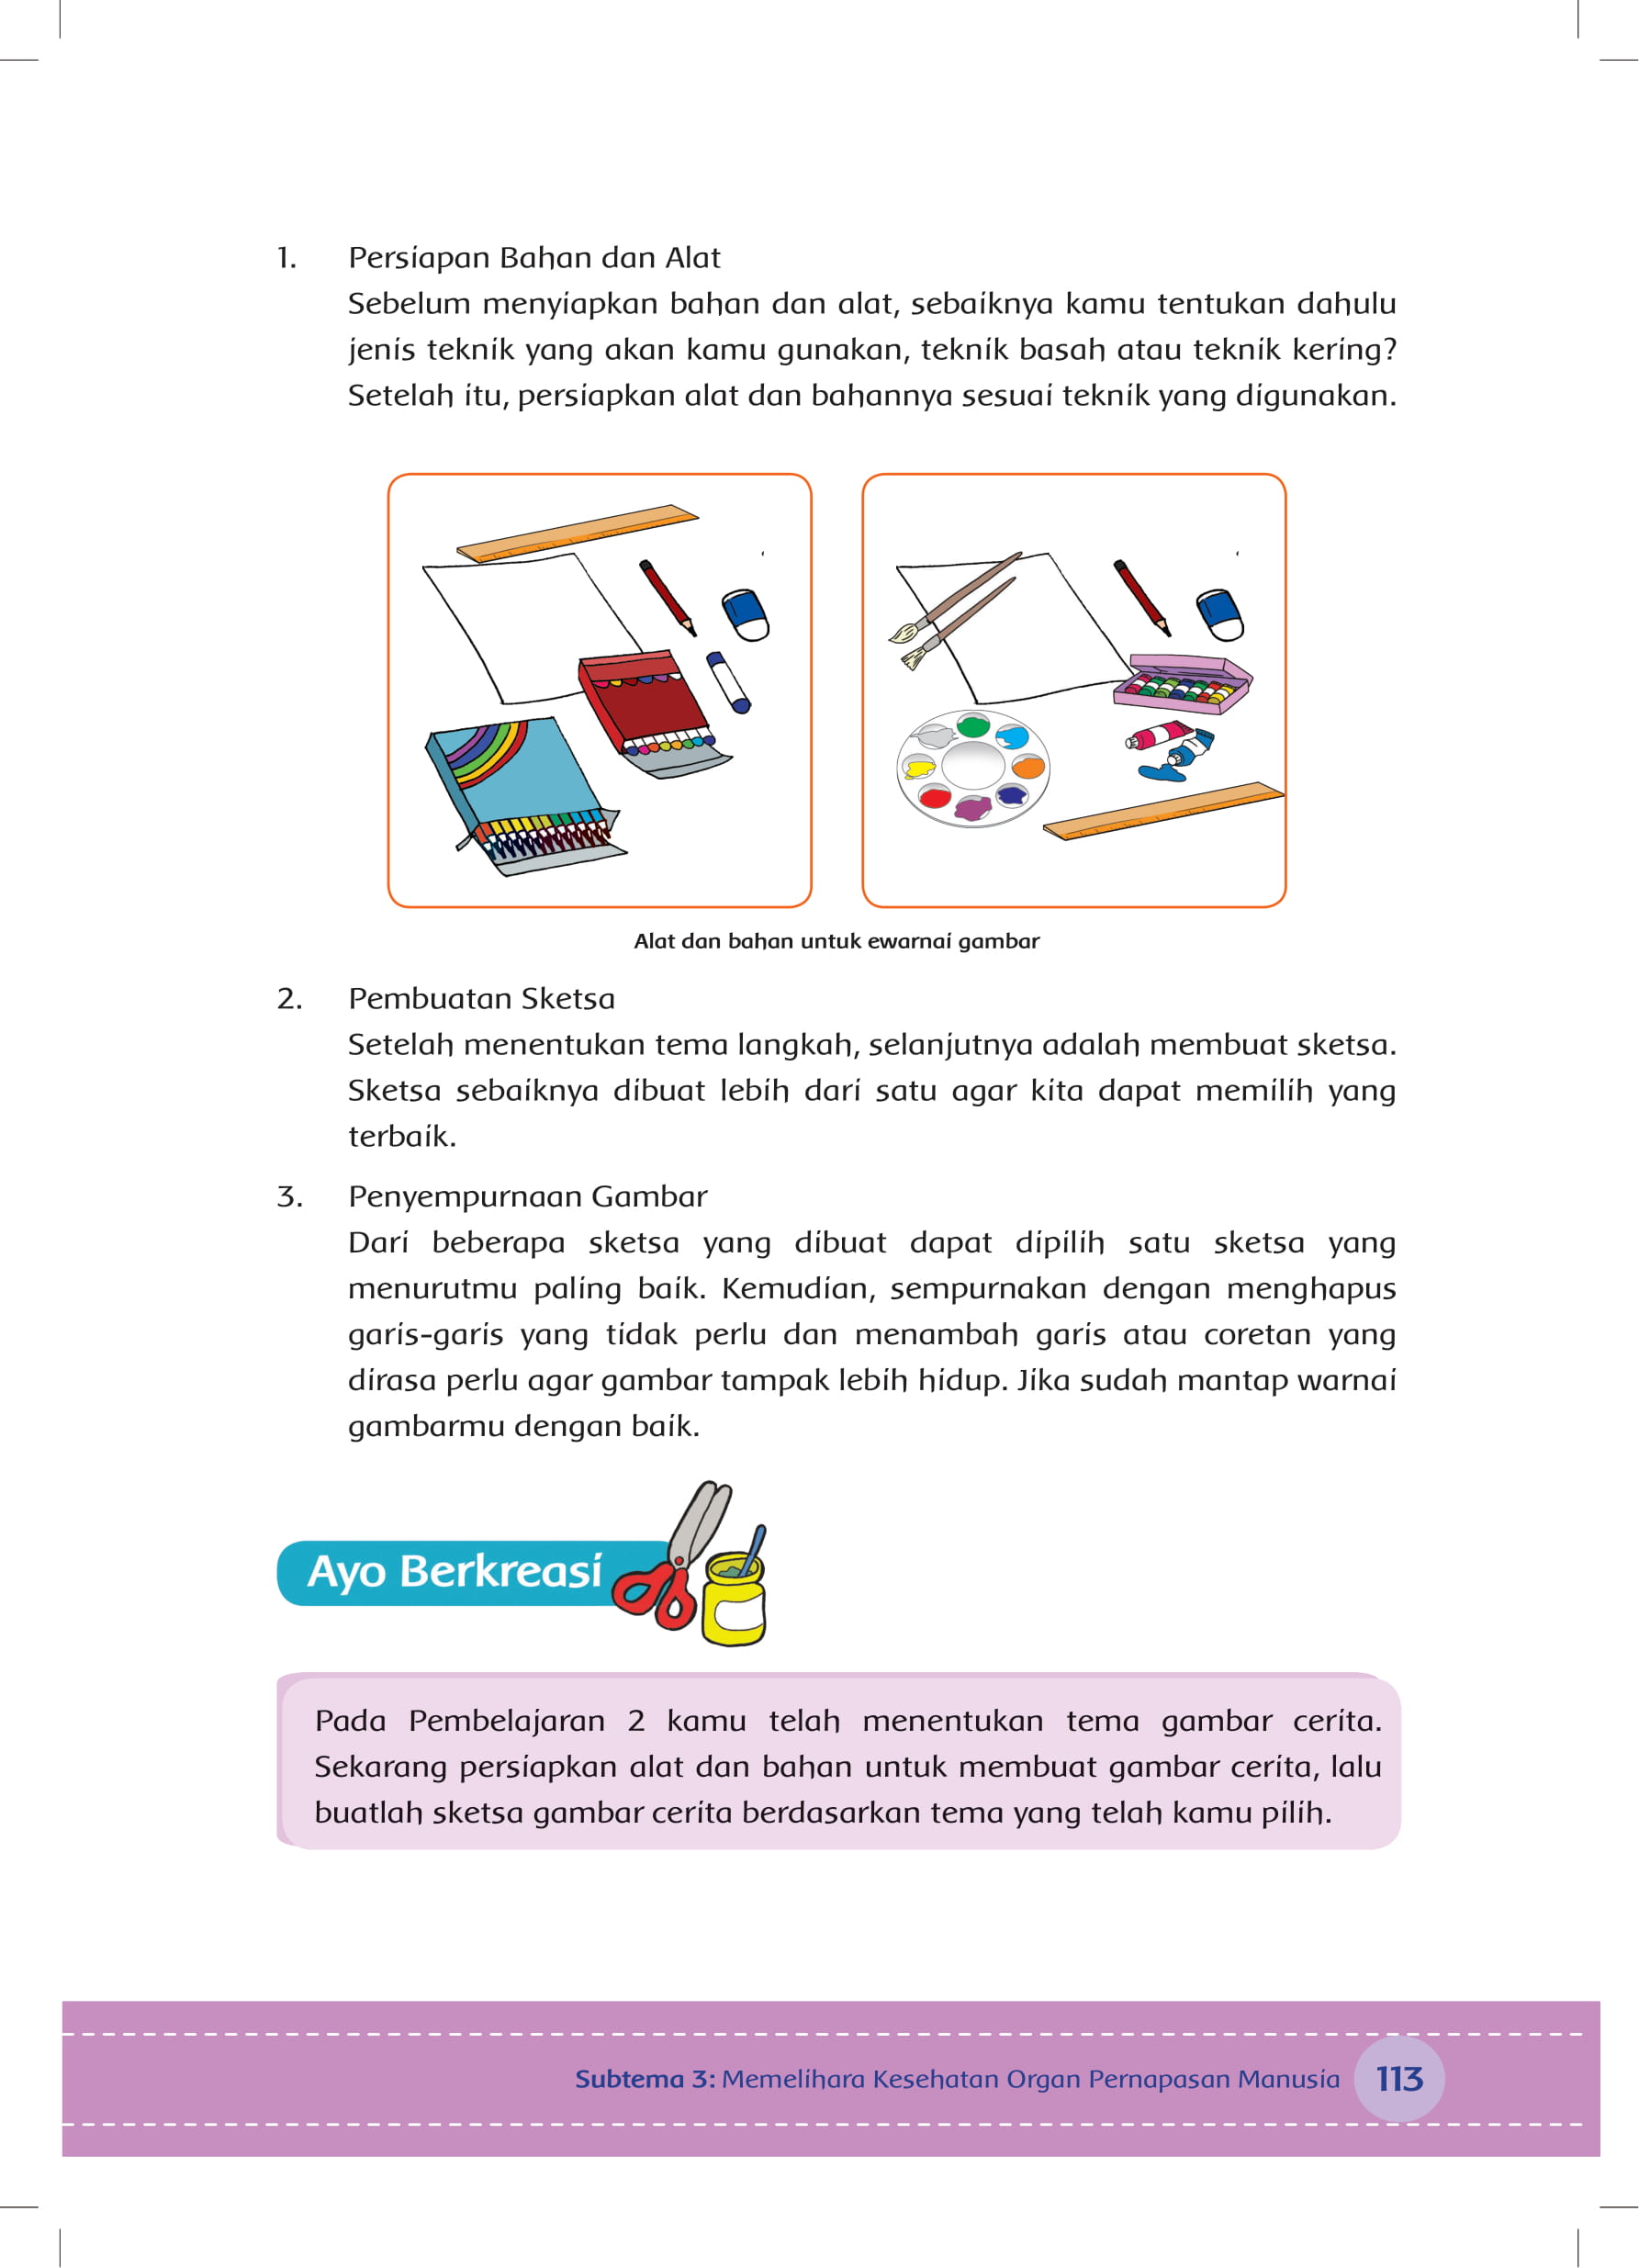 1. Persiapan Bahan dan Alat
Sebelum menyiapkan bahan dan alat, sebaiknya kamu tentukan dahulu
jenis teknik yang akan kamu gunakan, teknik basah atau teknik kering?
Setelah itu, persiapkan alat dan bahannya sesuai teknik yang digunakan.
Alat dan bahan untuk ewarnai gambar
2. Pembuatan Sketsa
Setelah menentukan tema langkah, selanjutnya adalah membuat sketsa.
Sketsa sebaiknya dibuat lebih dari satu agar kita dapat memilih yang
terbaik.
3. Penyempurnaan Gambar
Dari beberapa sketsa yang dibuat dapat dipilih satu sketsa yang
menurutmu paling baik. Kemudian, sempurnakan dengan menghapus
garis-garis yang tidak perlu dan menambah garis atau coretan yang
dirasa perlu agar gambar tampak lebih hidup. Jika sudah mantap warnai
gambarmu dengan baik.
Ayo Berkreasi
Pada Pembelajaran 2 kamu telah menentukan tema gambar cerita.
Sekarang persiapkan alat dan bahan untuk membuat gambar cerita, lalu
buatlah sketsa gambar cerita berdasarkan tema yang telah kamu pilih.
Subtema 3: Memelihara Kesehatan Organ Pernapasan Manusia 113